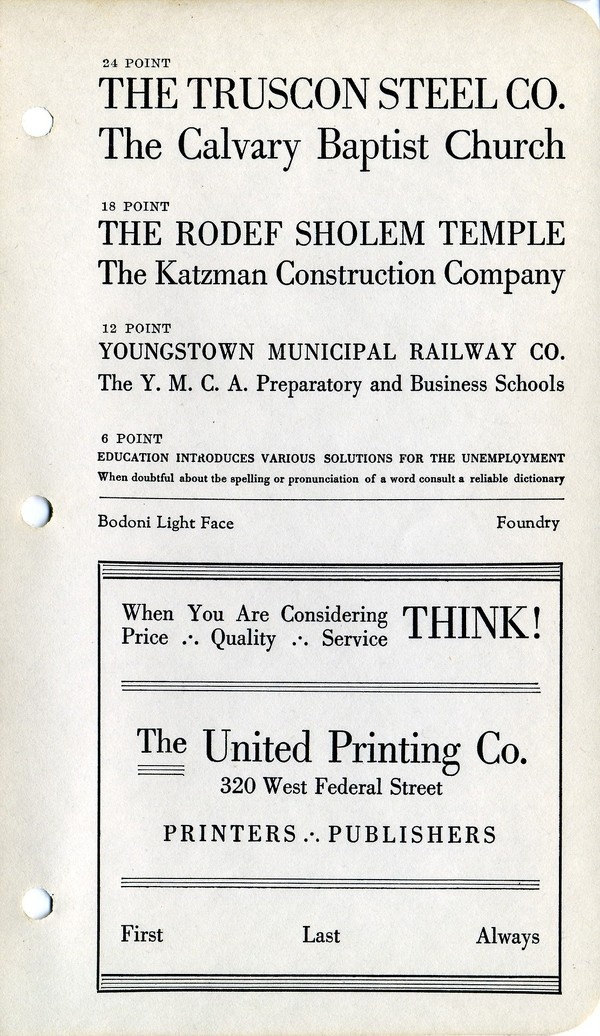 24 POINT
THE TRUSCON STEEL CO.
The Calvary Baptist Church
18 POINT
THE RODEF SHOLEM TEMPLE
The Katzman Construction Company
12 POINT
YOUNGSTOWN MUNICIPAL RAILWAY CO.
The Y. M. C. A. Preparatory and Business Schools
6 POINT
EDUCATION INTRODUCES VARIOUS SOLUTIONS FOR THE UNEMPLOYMENT
When doubtful about the spelling or pronunciation of a word consult a reliable dictionary
Bodoni Light Face Foundry
When You Are Considering THINK!
Price ∴ Quality ∴ Service
The United Printing Co.
320 West Federal Street
PRINTERS ∴ PUBLISHERS
First Last Always